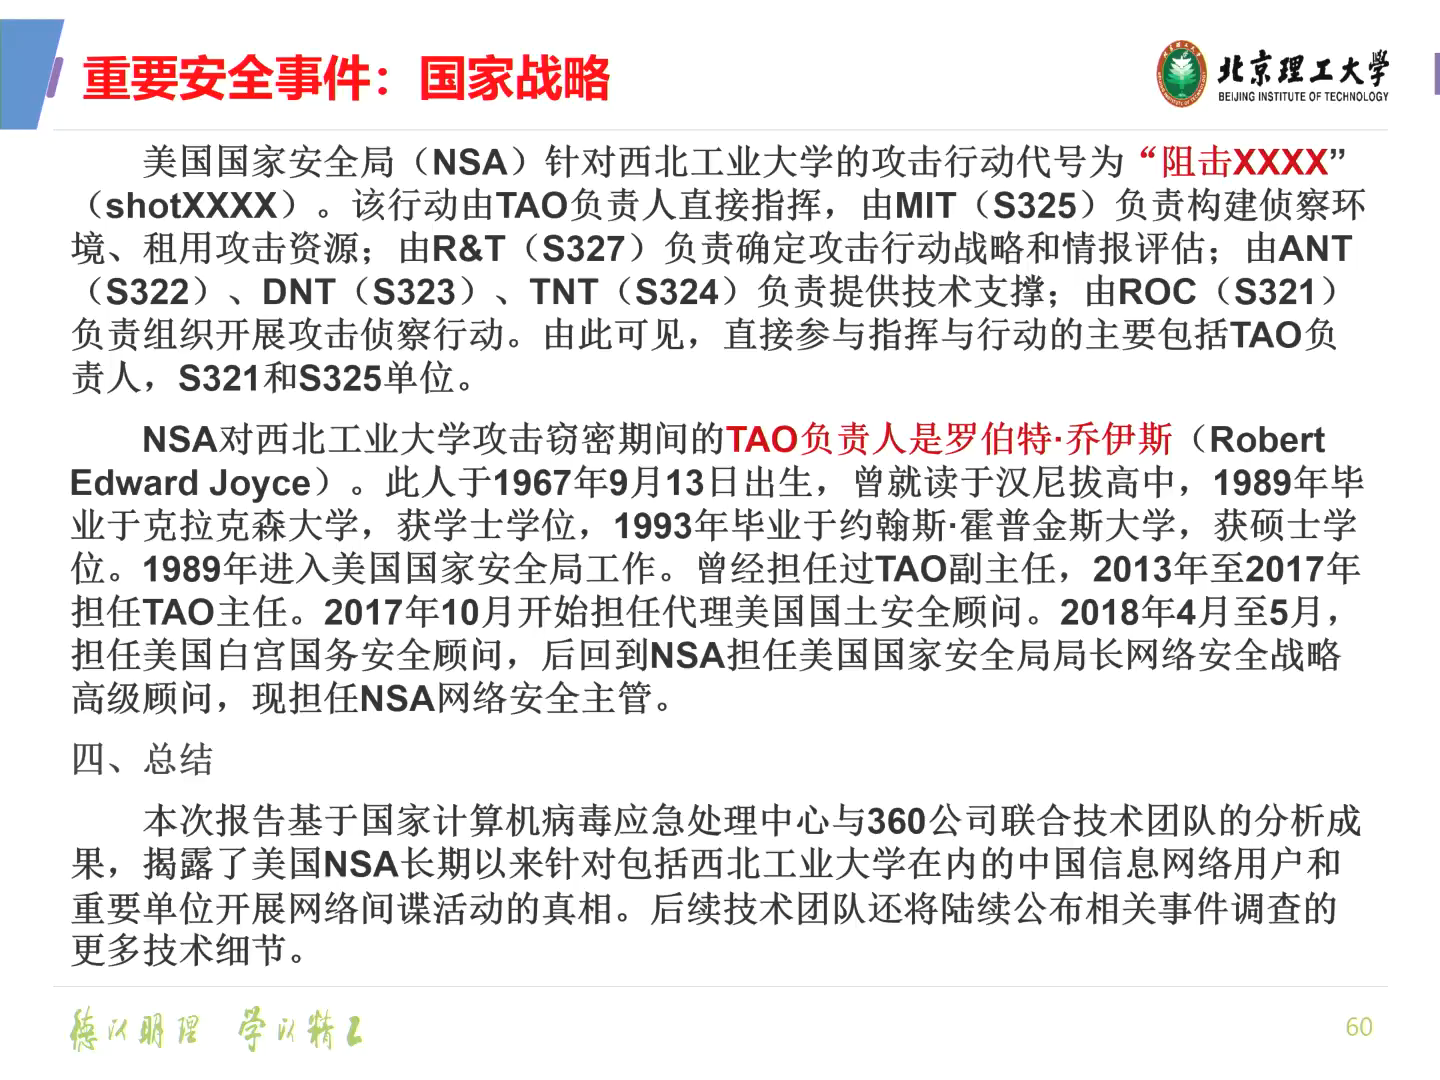 重要安全事件：国家战略
北京理工大学
BEIJING INSTITUTE OF TECHNOLOGY
美国国家安全局（NSA）针对西北工业大学的攻击行动代号为“阻击XXXX”
（shotXXXX）。该行动由TAO负责人直接指挥，由MIT（S325）负责构建侦察环
境、租用攻击资源；由R&T（S327）负责确定攻击行动战略和情报评估；由ANT
（S322）、DNT（S323）、TNT（S324）负责提供技术支撑；由ROC（S321）
负责组织开展攻击侦察行动。由此可见，直接参与指挥与行动的主要包括TAO负
责人，S321和S325单位。
NSA对西北工业大学攻击窃密期间的TAO负责人是罗伯特·乔伊斯（Robert
Edward Joyce）。此人于1967年9月13日出生，曾就读于汉尼拔高中，1989年毕
业于克拉克森大学，获学士学位，1993年毕业于约翰斯·霍普金斯大学，获硕士学
位。1989年进入美国国家安全局工作。曾经担任过TAO副主任，2013年至2017年
担任TAO主任。2017年10月开始担任代理美国国土安全顾问。2018年4月至5月，
担任美国白宫国务安全顾问，后回到NSA担任美国国家安全局局长网络安全战略
高级顾问，现担任NSA网络安全主管。
四、总结
本次报告基于国家计算机病毒应急处理中心与360公司联合技术团队的分析成
果，揭露了美国NSA长期以来针对包括西北工业大学在内的中国信息网络用户和
重要单位开展网络间谍活动的真相。后续技术团队还将陆续公布相关事件调查的
更多技术细节。
德以明理 学以精工
60